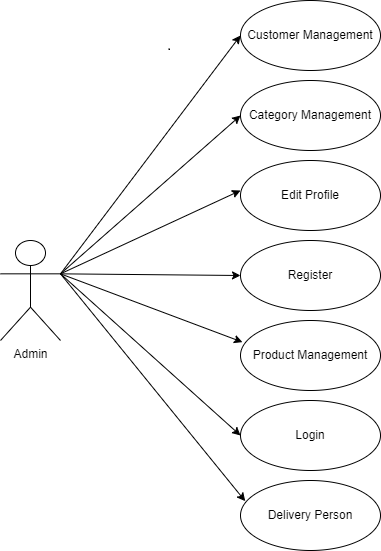 Customer Management
Category Management
Edit Profile
Register
Admin
Product Management
Login
Delivery Person